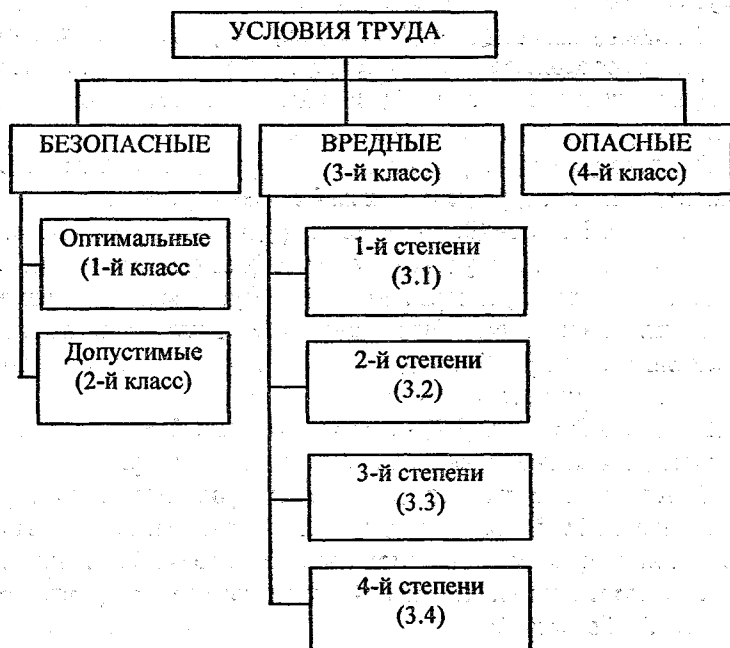 УСЛОВИЯ ТРУДА
БЕЗОПАСНЫЕ
ВРЕДНЫЕ
(3-й класс)
ОПАСНЫЕ
(4-й класс)
Оптимальные
(1-й класс
Допустимые
(2-й класс)
1-й степени
(3.1)
2-й степени
(3.2)
3-й степени
(3.3)
4-й степени
(3.4)